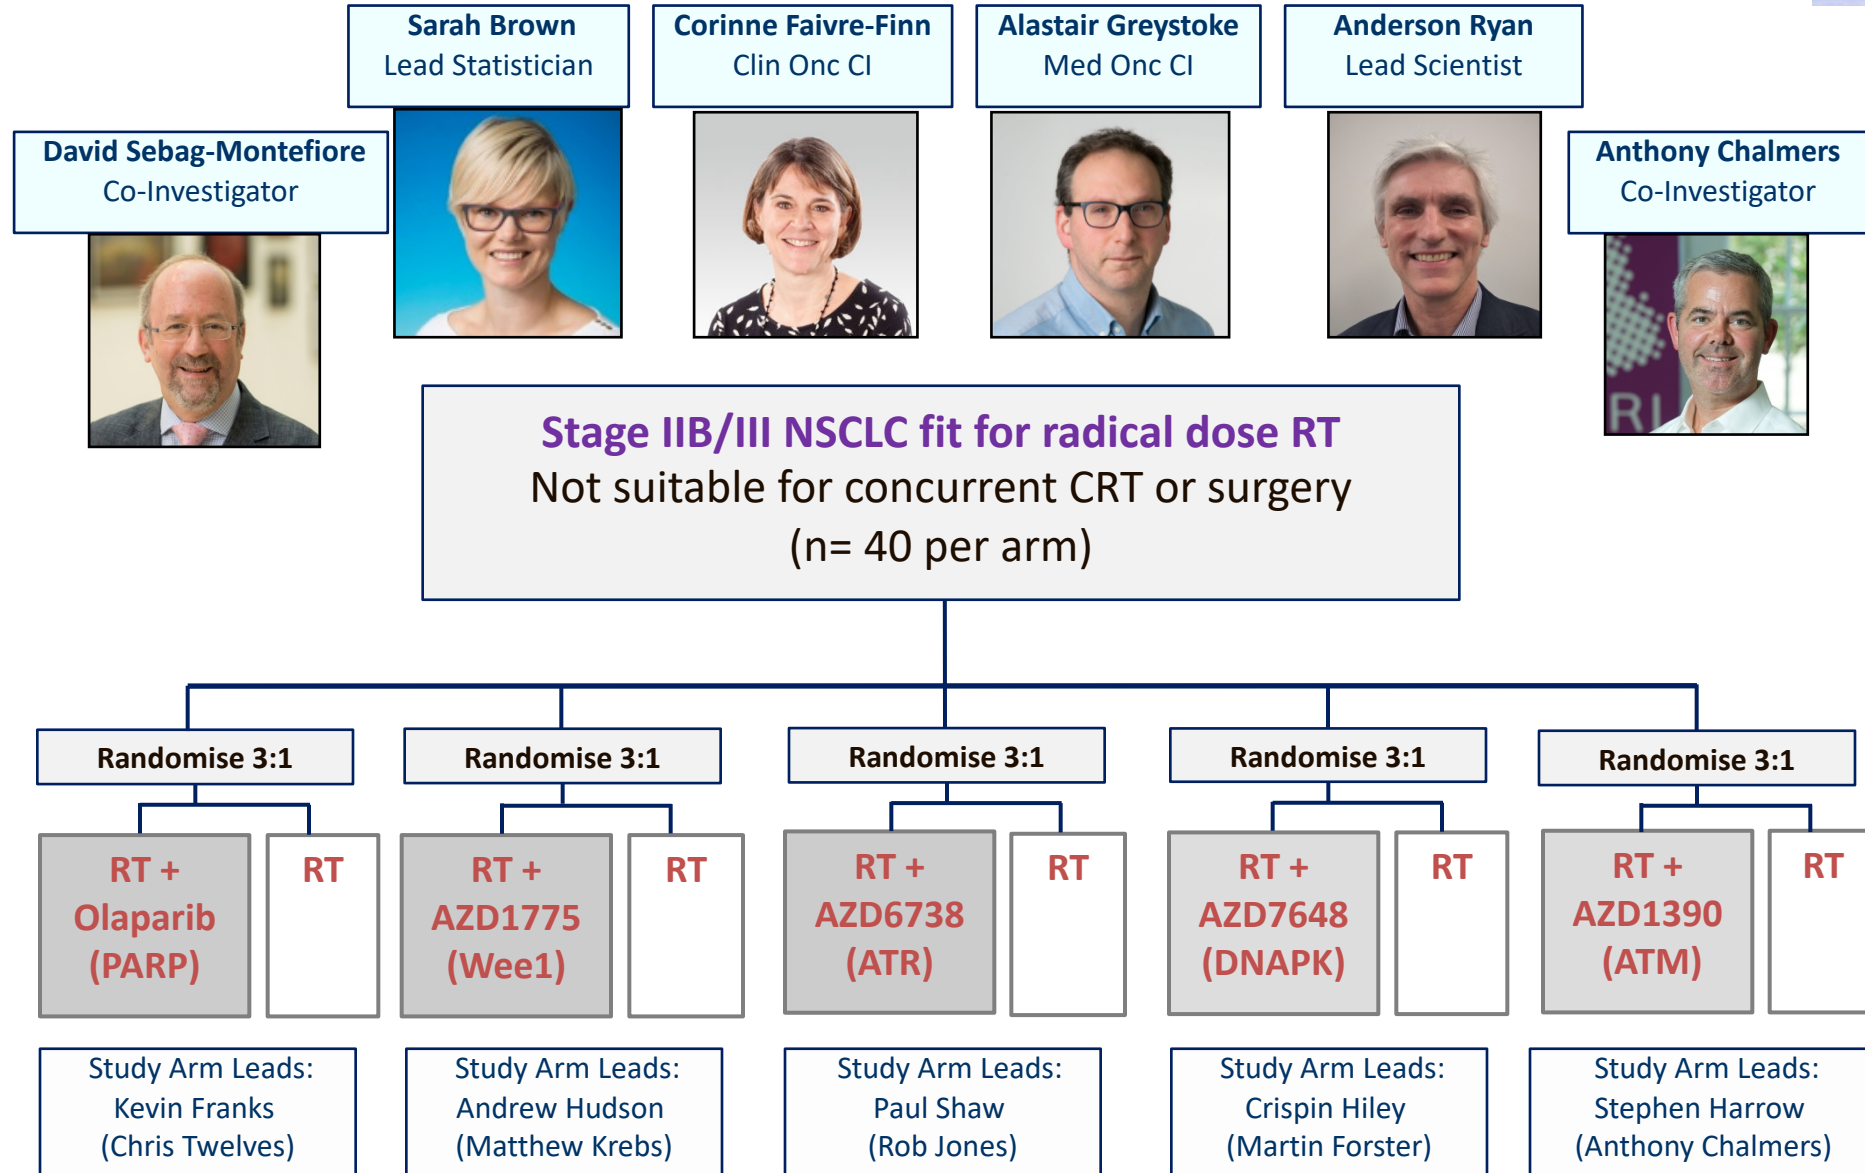 Sarah Brown
Lead Statistician
Corinne Faivre-Finn
Clin Onc CI
Alastair Greystoke
Med Onc CI
Anderson Ryan
Lead Scientist
David Sebag-Montefiore
Co-Investigator
Anthony Chalmers
Co-Investigator
RI
Stage IIB/III NSCLC fit for radical dose RT
Not suitable for concurrent CRT or surgery
(n= 40 per arm)
Randomise 3:1
Randomise 3:1
Randomise 3:1
Randomise 3:1
Randomise 3:1
RT +
Olaparib
(PARP)
RT
RT +
AZD1775
(Wee1)
RT
RT +
AZD6738
(ATR)
RT
RT +
AZD7648
(DNAPK)
RT
RT +
AZD1390
(ATM)
RT
Study Arm Leads:
Kevin Franks
(Chris Twelves)
Study Arm Leads:
Andrew Hudson
(Matthew Krebs)
Study Arm Leads:
Paul Shaw
(Rob Jones)
Study Arm Leads:
Crispin Hiley
(Martin Forster)
Study Arm Leads:
Stephen Harrow
(Anthony Chalmers)